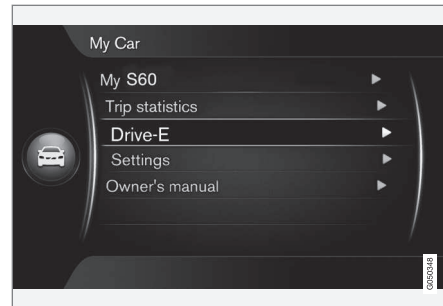 My Car
My S60
Trip statistics
Drive-E
Settings
Owner's manual
G050348